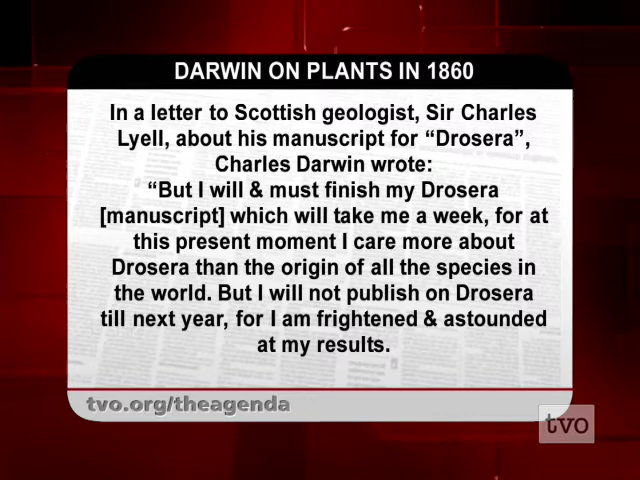 DARWIN ON PLANTS IN 1860
In a letter to Scottish geologist, Sir Charles
Lyell, about his manuscript for “Drosera”,
Charles Darwin wrote:
“But I will & must finish my Drosera
[manuscript] which will take me a week, for at
this present moment I care more about
Drosera than the origin of all the species in
the world. But I will not publish on Drosera
till next year, for I am frightened & astounded
at my results.
tvo.org/theagenda
tvo